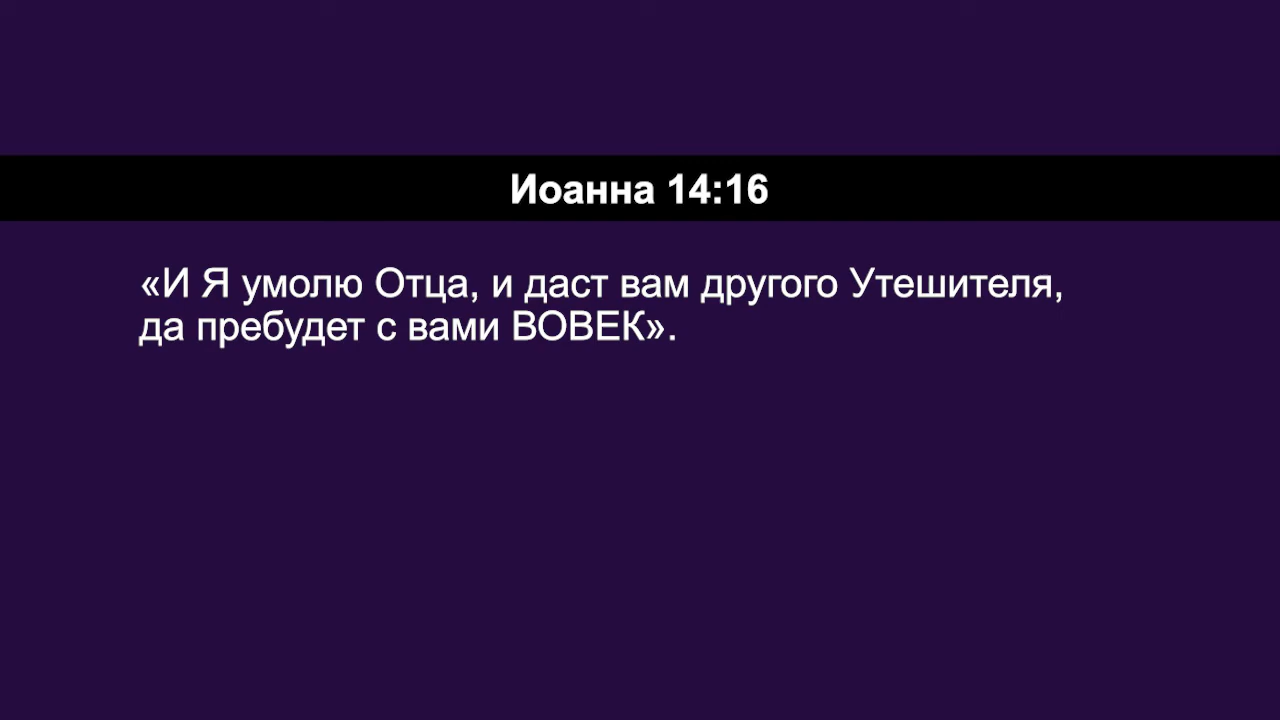 Иоанна 14:16
«И Я умолю Отца, и даст вам другого Утешителя,
да пребудет с вами ВОВЕК».